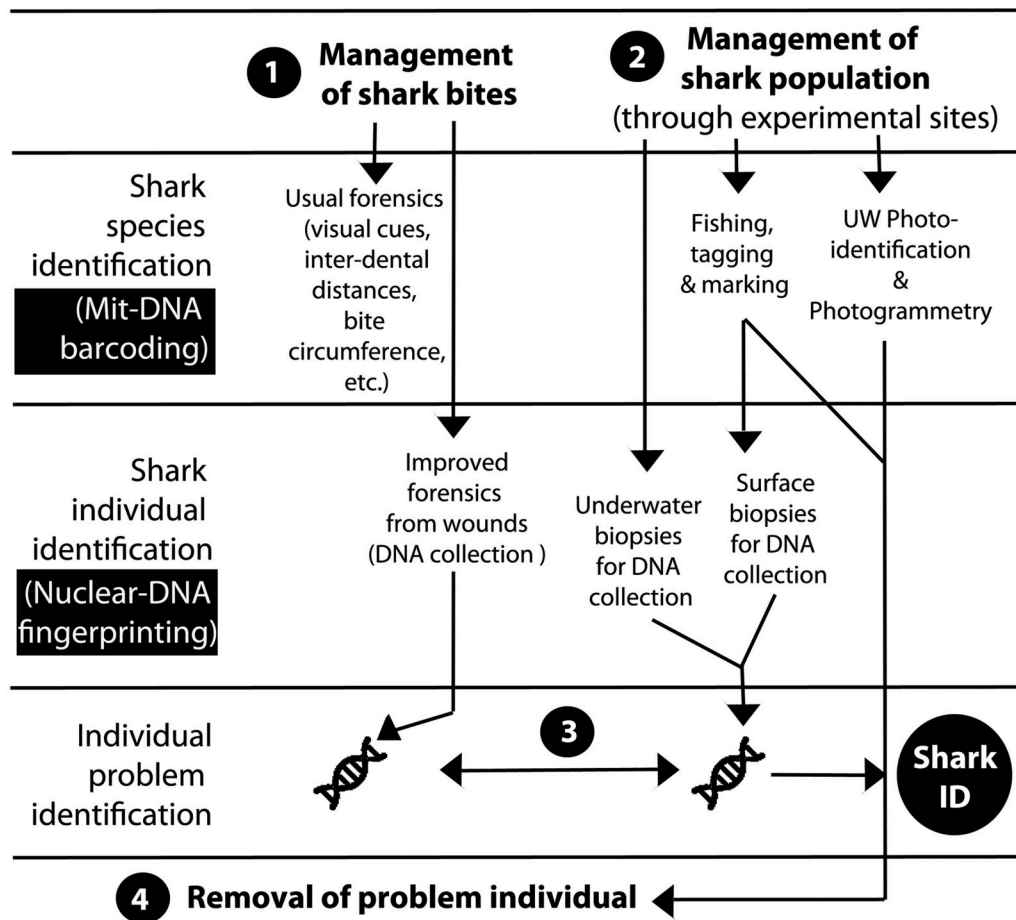 1
Management
of shark bites
2
Management of
shark population
(through experimental sites)
Shark
species
identification
(Mit-DNA
barcoding)
Usual forensics
(visual cues,
inter-dental
distances,
bite
circumference,
etc.)
Fishing,
tagging
& marking
UW Photo-
identification
&
Photogrammetry
Shark
individual
identification
(Nuclear-DNA
fingerprinting)
Improved
forensics
from wounds
(DNA collection )
Underwater
biopsies
for DNA
collection
Surface
biopsies
for DNA
collection
Individual
problem
identification
3
Shark
ID
4
Removal of problem individual